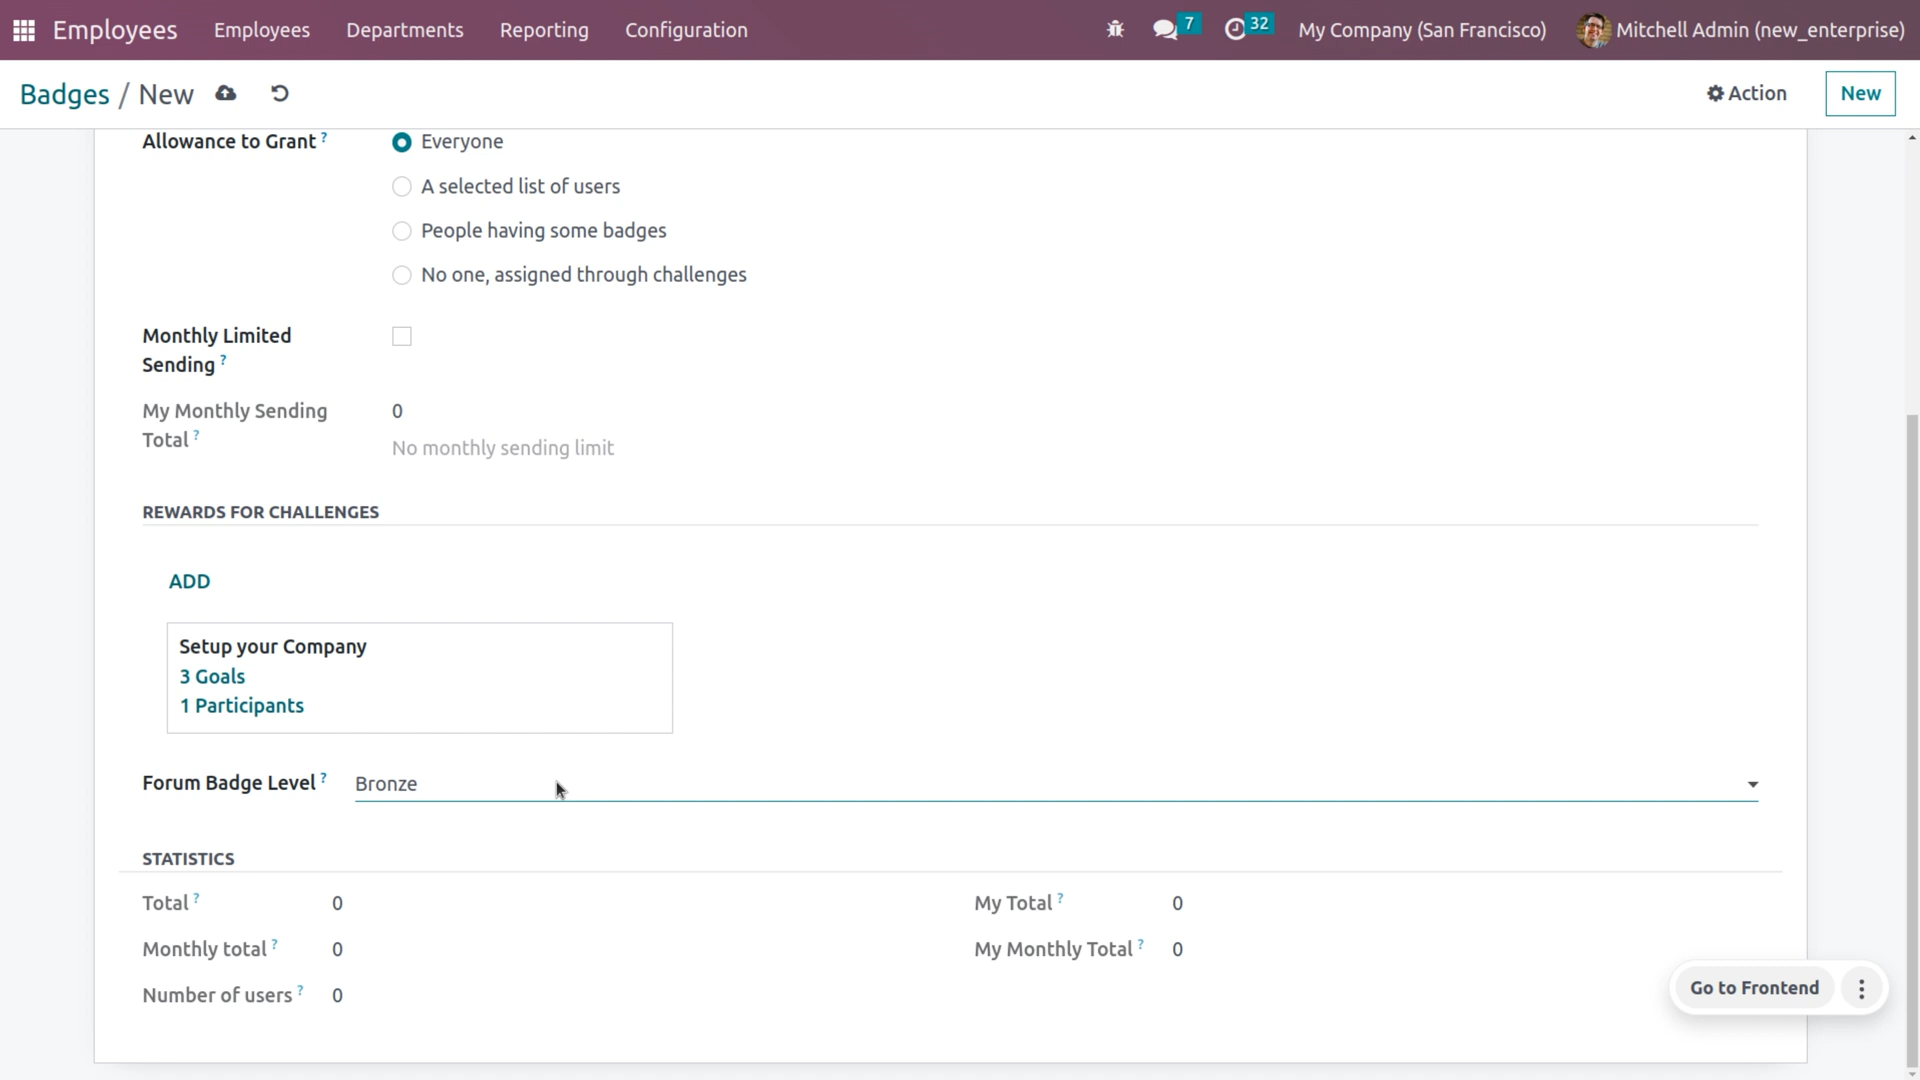 Employees Employees Departments Reporting Configuration 7 32 My Company (San Francisco) Mitchell Admin (new_enterprise)
Badges / New Action New
Allowance to Grant ? Everyone
A selected list of users
People having some badges
No one, assigned through challenges
Monthly Limited
Sending ?
My Monthly Sending 0
Total ?
No monthly sending limit
REWARDS FOR CHALLENGES
ADD
Setup your Company
3 Goals
1 Participants
Forum Badge Level ? Bronze
STATISTICS
Total ? 0 My Total ? 0
Monthly total ? 0 My Monthly Total ? 0
Number of users ? 0
Go to Frontend